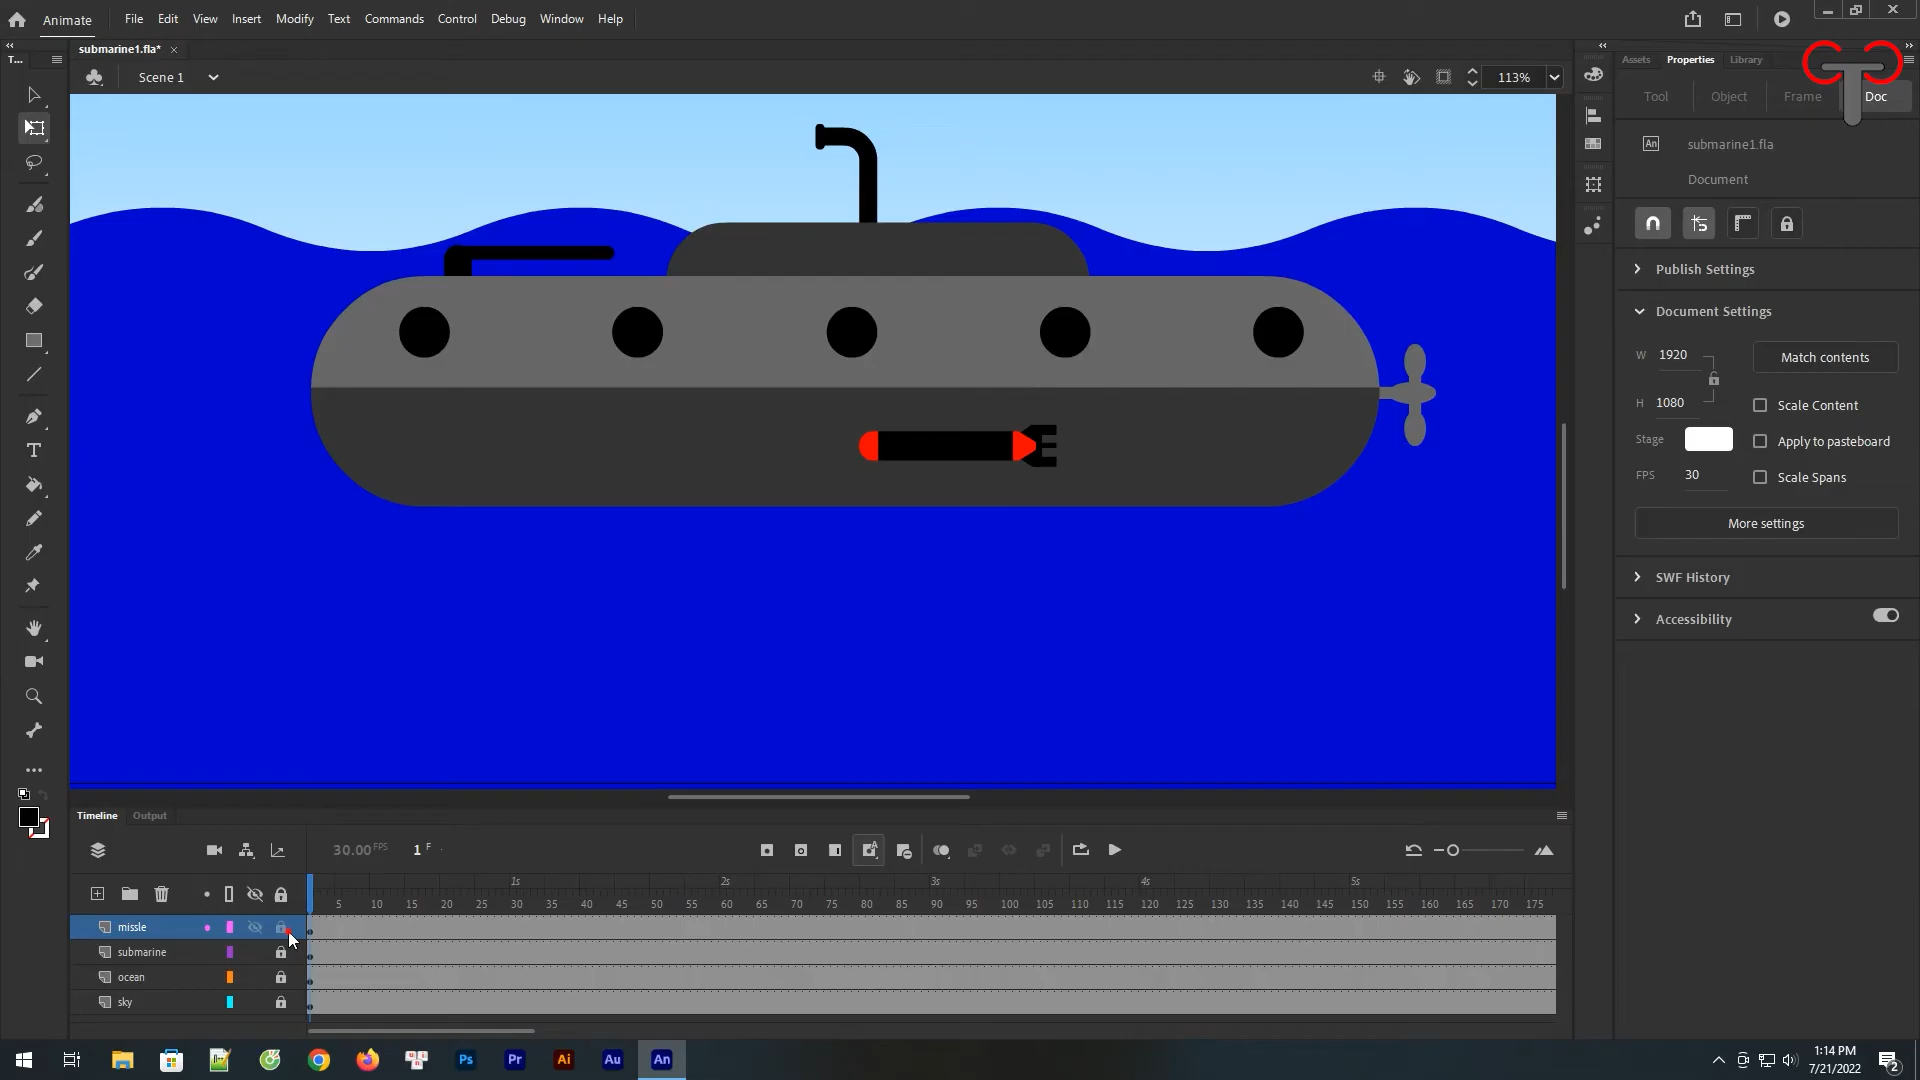 Animate File Edit View Insert Modify Text Commands Control Debug Window Help
submarine1.fla*
T...
Scene 1
113%
Assets Properties Library
Tool Object Frame Doc
An submarine1.fla
Document
Publish Settings
Document Settings
W 1920
Match contents
H 1080
Scale Content
Stage
Apply to pasteboard
FPS 30
Scale Spans
More settings
SWF History
Accessibility
Timeline Output
30.00 FPS 1 F
1s 2s 3s 4s 5s
5 10 15 20 25 30 35 40 45 50 55 60 65 70 75 80 85 90 95 100 105 110 115 120 125 130 135 140 145 150 155 160 165 170 175
missle
submarine
ocean
sky
Ps Pr Ai Au An
1:14 PM
7/21/2022
2